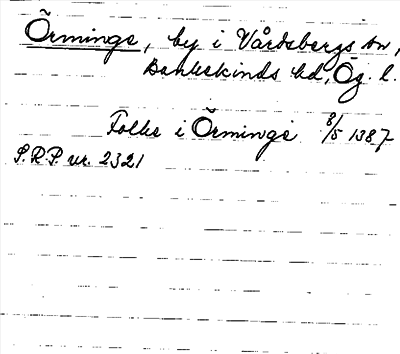 Örminge, by i Vårdsbergs sn,
Bankekinds hd, Ög. l.
Folke i Örminge 8/5 1387
S.R.P. nr. 2321